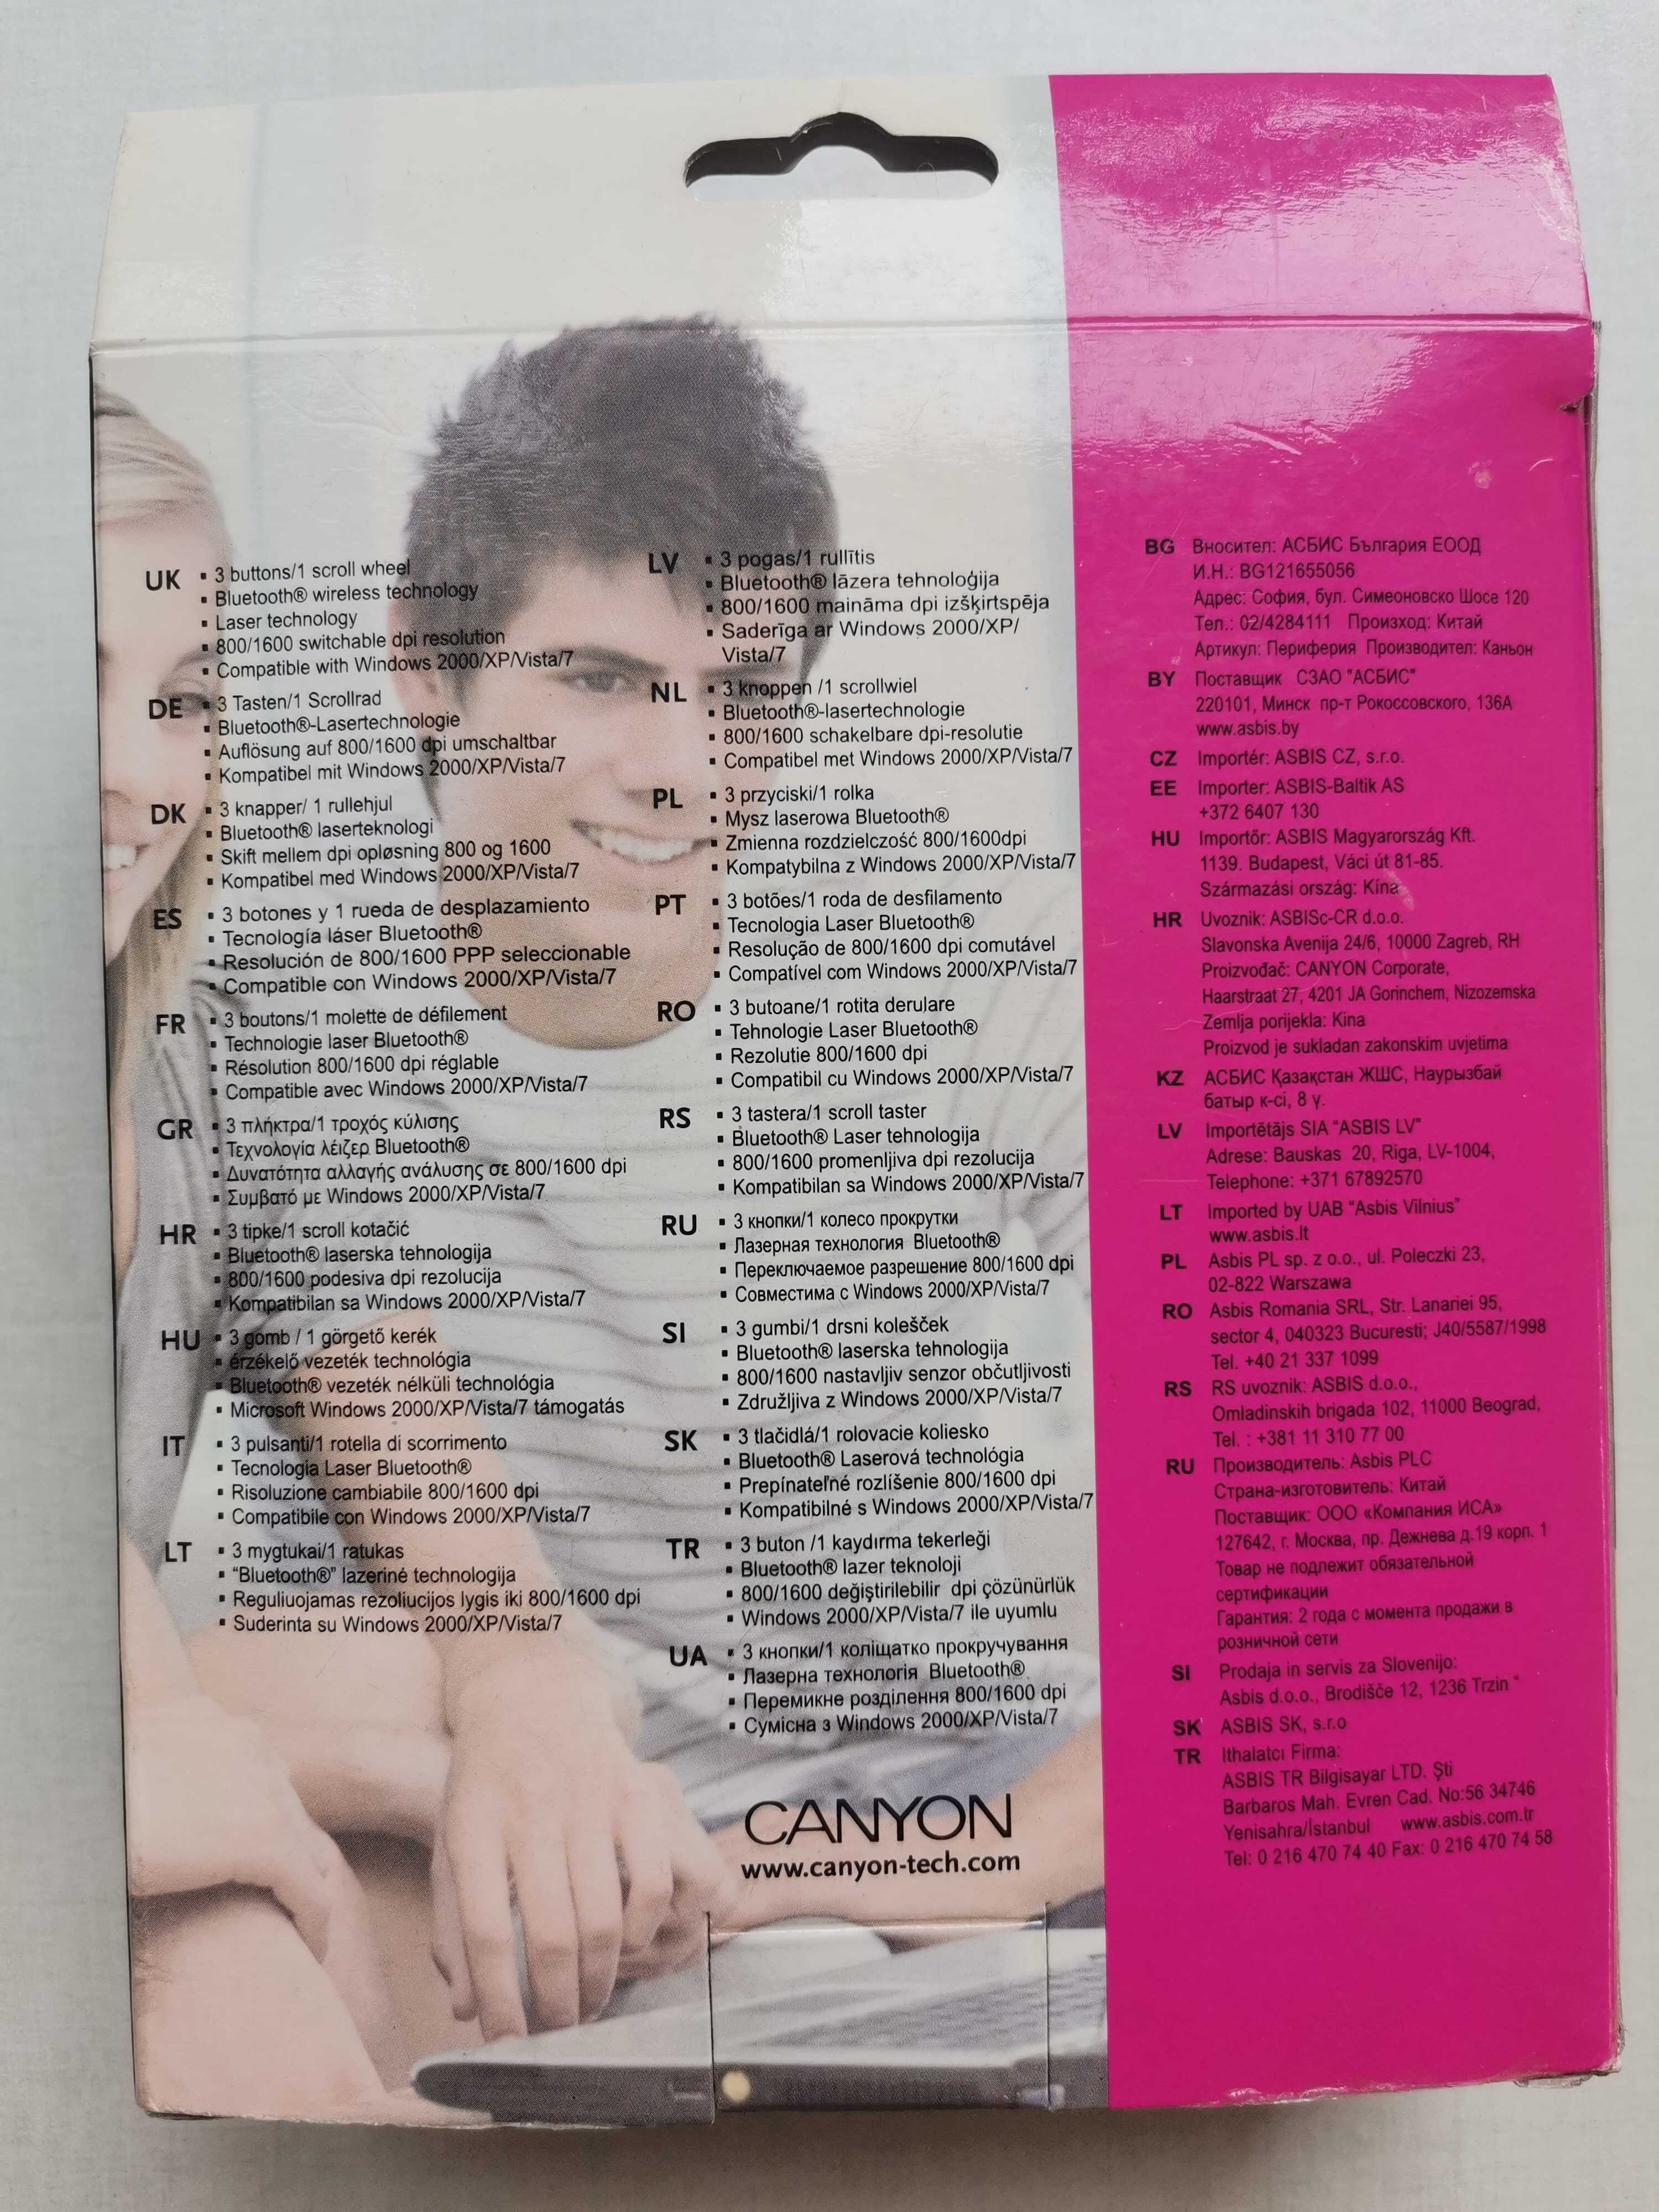 UK
▪ 3 buttons/1 scroll wheel
▪ Bluetooth® wireless technology
▪ Laser technology
▪ 800/1600 switchable dpi resolution
▪ Compatible with Windows 2000/XP/Vista/7
DE
▪ 3 Tasten/1 Scrollrad
▪ Bluetooth®-Lasertechnologie
▪ Auflösung auf 800/1600 dpi umschaltbar
▪ Kompatibel mit Windows 2000/XP/Vista/7
DK
▪ 3 knapper/ 1 rullehjul
▪ Bluetooth® laserteknologi
▪ Skift mellem dpi opløsning 800 og 1600
▪ Kompatibel med Windows 2000/XP/Vista/7
ES
▪ 3 botones y 1 rueda de desplazamiento
▪ Tecnología láser Bluetooth®
▪ Resolución de 800/1600 PPP seleccionable
▪ Compatible con Windows 2000/XP/Vista/7
FR
▪ 3 boutons/1 molette de défilement
▪ Technologie laser Bluetooth®
▪ Résolution 800/1600 dpi réglable
▪ Compatible avec Windows 2000/XP/Vista/7
GR
▪ 3 πλήκτρα/1 τροχός κύλισης
▪ Τεχνολογία λέιζερ Bluetooth®
▪ Δυνατότητα αλλαγής ανάλυσης σε 800/1600 dpi
▪ Συμβατό με Windows 2000/XP/Vista/7
HR
▪ 3 tipke/1 scroll kotačić
▪ Bluetooth® laserska tehnologija
▪ 800/1600 podesiva dpi rezolucija
▪ Kompatibilan sa Windows 2000/XP/Vista/7
HU
▪ 3 gomb / 1 görgető kerék
▪ érzékelő vezeték technológia
▪ Bluetooth® vezeték nélküli technológia
▪ Microsoft Windows 2000/XP/Vista/7 támogatás
IT
▪ 3 pulsanti/1 rotella di scorrimento
▪ Tecnologia Laser Bluetooth®
▪ Risoluzione cambiabile 800/1600 dpi
▪ Compatibile con Windows 2000/XP/Vista/7
LT
▪ 3 mygtukai/1 ratukas
▪ "Bluetooth®" lazerinė technologija
▪ Reguliuojamas rezoliucijos lygis iki 800/1600 dpi
▪ Suderinta su Windows 2000/XP/Vista/7
LV
▪ 3 pogas/1 rullītis
▪ Bluetooth® lāzera tehnoloģija
▪ 800/1600 maināma dpi izšķirtspēja
▪ Saderīga ar Windows 2000/XP/
Vista/7
NL
▪ 3 knoppen /1 scrollwiel
▪ Bluetooth®-lasertechnologie
▪ 800/1600 schakelbare dpi-resolutie
▪ Compatibel met Windows 2000/XP/Vista/7
PL
▪ 3 przyciski/1 rolka
▪ Mysz laserowa Bluetooth®
▪ Zmienna rozdzielczość 800/1600dpi
▪ Kompatybilna z Windows 2000/XP/Vista/7
PT
▪ 3 botões/1 roda de desfilamento
▪ Tecnologia Laser Bluetooth®
▪ Resolução de 800/1600 dpi comutável
▪ Compatível com Windows 2000/XP/Vista/7
RO
▪ 3 butoane/1 rotita derulare
▪ Tehnologie Laser Bluetooth®
▪ Rezolutie 800/1600 dpi
▪ Compatibil cu Windows 2000/XP/Vista/7
RS
▪ 3 tastera/1 scroll taster
▪ Bluetooth® Laser tehnologija
▪ 800/1600 promenljiva dpi rezolucija
▪ Kompatibilan sa Windows 2000/XP/Vista/7
RU
▪ 3 кнопки/1 колесо прокрутки
▪ Лазерная технология Bluetooth®
▪ Переключаемое разрешение 800/1600 dpi
▪ Совместима с Windows 2000/XP/Vista/7
SI
▪ 3 gumbi/1 drsni kolešček
▪ Bluetooth® laserska tehnologija
▪ 800/1600 nastavljiv senzor občutljivosti
▪ Združljiva z Windows 2000/XP/Vista/7
SK
▪ 3 tlačidlá/1 rolovacie koliesko
▪ Bluetooth® Laserová technológia
▪ Prepínateľné rozlíšenie 800/1600 dpi
▪ Kompatibilné s Windows 2000/XP/Vista/7
TR
▪ 3 buton /1 kaydırma tekerleği
▪ Bluetooth® lazer teknoloji
▪ 800/1600 değiştirilebilir dpi çözünürlük
▪ Windows 2000/XP/Vista/7 ile uyumlu
UA
▪ 3 кнопки/1 коліщатко прокручування
▪ Лазерна технологія Bluetooth®
▪ Перемикне розділення 800/1600 dpi
▪ Сумісна з Windows 2000/XP/Vista/7
CANYON
www.canyon-tech.com
BG Вносител: АСБИС България ЕООД
И.Н.: BG121655056
Адрес: София, бул. Симеоновско Шосе 120
Тел.: 02/4284111 Произход: Китай
Артикул: Периферия Производител: Каньон
BY Поставщик СЗАО "АСБИС"
220101, Минск пр-т Рокоссовского, 136А
www.asbis.by
CZ Importér: ASBIS CZ, s.r.o.
EE Importer: ASBIS-Baltik AS
+372 6407 130
HU Importőr: ASBIS Magyarország Kft.
1139. Budapest, Váci út 81-85.
Származási ország: Kína
HR Uvoznik: ASBISc-CR d.o.o.
Slavonska Avenija 24/6, 10000 Zagreb, RH
Proizvođač: CANYON Corporate,
Haarstraat 27, 4201 JA Gorinchem, Nizozemska
Zemlja porijekla: Kina
Proizvod je sukladan zakonskim uvjetima
KZ АСБИС Қазақстан ЖШС, Наурызбай
батыр к-сі, 8 ү.
LV Importētājs SIA "ASBIS LV"
Adrese: Bauskas 20, Riga, LV-1004,
Telephone: +371 67892570
LT Imported by UAB "Asbis Vilnius"
www.asbis.lt
PL Asbis PL sp. z o.o., ul. Poleczki 23,
02-822 Warszawa
RO Asbis Romania SRL, Str. Lanariei 95,
sector 4, 040323 Bucuresti; J40/5587/1998
Tel. +40 21 337 1099
RS RS uvoznik: ASBIS d.o.o.,
Omladinskih brigada 102, 11000 Beograd,
Tel. : +381 11 310 77 00
RU Производитель: Asbis PLC
Страна-изготовитель: Китай
Поставщик: ООО «Компания ИСА»
127642, г. Москва, пр. Дежнева д.19 корп. 1
Товар не подлежит обязательной
сертификации
Гарантия: 2 года с момента продажи в
розничной сети
SI Prodaja in servis za Slovenijo:
Asbis d.o.o., Brodišče 12, 1236 Trzin "
SK ASBIS SK, s.r.o
TR Ithalatcı Firma:
ASBIS TR Bilgisayar LTD. Şti
Barbaros Mah. Evren Cad. No:56 34746
Yenisahra/İstanbul www.asbis.com.tr
Tel: 0 216 470 74 40 Fax: 0 216 470 74 58